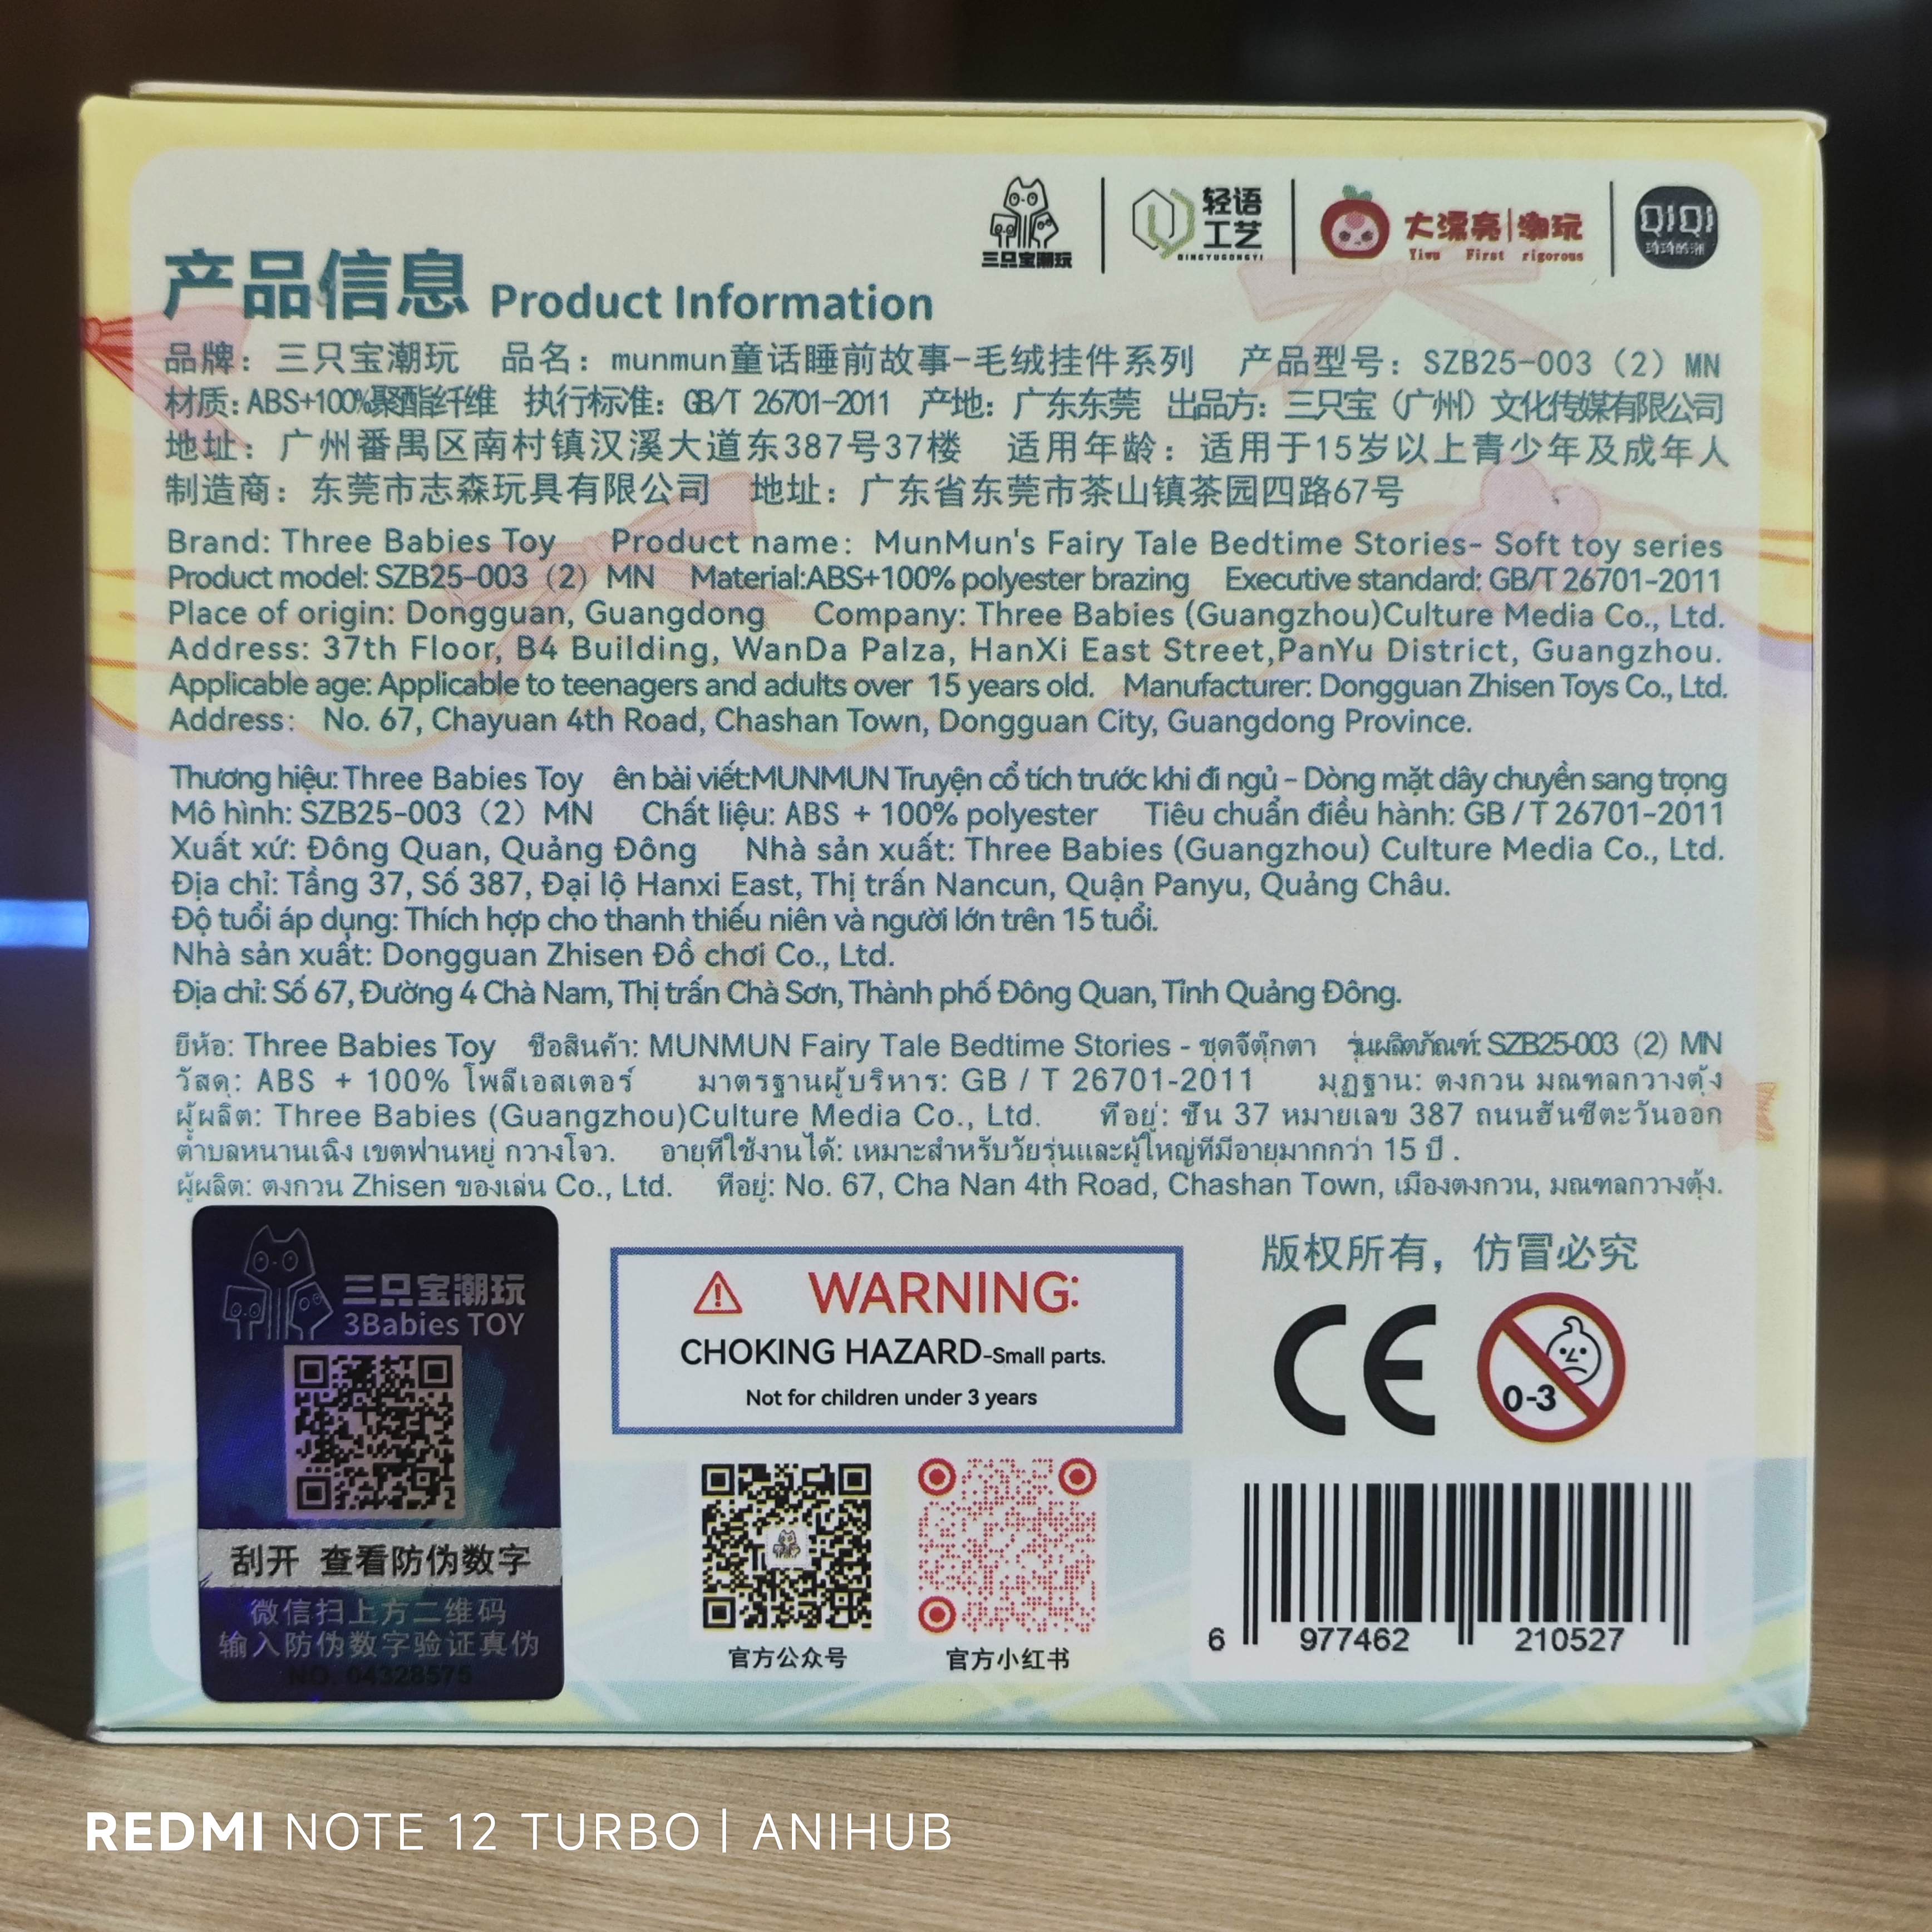 三只宝潮玩
轻语工艺
QINGYUGONGYI
大漂亮|潮玩
Yiwu First rigorous
QIQI
产品信息 Product Information
品牌：三只宝潮玩 品名：munmun童话睡前故事-毛绒挂件系列 产品型号：SZB25-003（2）MN
材质：ABS+100%聚酯纤维 执行标准：GB/T 26701-2011 产地：广东东莞 出品方：三只宝（广州）文化传媒有限公司
地址：广州番禺区南村镇汉溪大道东387号37楼 适用年龄：适用于15岁以上青少年及成年人
制造商：东莞市志森玩具有限公司 地址：广东省东莞市茶山镇茶园四路67号
Brand: Three Babies Toy Product name: MunMun's Fairy Tale Bedtime Stories- Soft toy series
Product model: SZB25-003（2）MN Material:ABS+100% polyester brazing Executive standard: GB/T 26701-2011
Place of origin: Dongguan, Guangdong Company: Three Babies (Guangzhou)Culture Media Co., Ltd.
Address: 37th Floor, B4 Building, WanDa Palza, HanXi East Street,PanYu District, Guangzhou.
Applicable age: Applicable to teenagers and adults over 15 years old. Manufacturer: Dongguan Zhisen Toys Co., Ltd.
Address: No. 67, Chayuan 4th Road, Chashan Town, Dongguan City, Guangdong Province.
Thương hiệu: Three Babies Toy ên bài viết:MUNMUN Truyện cổ tích trước khi đi ngủ – Dòng mặt dây chuyền sang trọng
Mô hình: SZB25-003（2）MN Chất liệu: ABS + 100% polyester Tiêu chuẩn điều hành: GB / T 26701-2011
Xuất xứ: Đông Quan, Quảng Đông Nhà sản xuất: Three Babies (Guangzhou) Culture Media Co., Ltd.
Địa chỉ: Tầng 37, Số 387, Đại lộ Hanxi East, Thị trấn Nancun, Quận Panyu, Quảng Châu.
Độ tuổi áp dụng: Thích hợp cho thanh thiếu niên và người lớn trên 15 tuổi.
Nhà sản xuất: Dongguan Zhisen Đồ chơi Co., Ltd.
Địa chỉ: Số 67, Đường 4 Chà Nam, Thị trấn Chà Sơn, Thành phố Đông Quan, Tỉnh Quảng Đông.
ยี่ห้อ: Three Babies Toy ชื่อสินค้า: MUNMUN Fairy Tale Bedtime Stories - ชุดจี้ตุ๊กตา รุ่นผลิตภัณฑ์: SZB25-003（2）MN
วัสดุ: ABS + 100% โพลีเอสเตอร์ มาตรฐานผู้บริหาร: GB / T 26701-2011 มุฏฐาน: ตงกวน มณฑลกวางตุ้ง
ผู้ผลิต: Three Babies (Guangzhou)Culture Media Co., Ltd. ที่อยู่: ชั้น 37 หมายเลข 387 ถนนฮันซีตะวันออก
ตำบลหนานเฉิง เขตฟานหยู่ กวางโจว. อายุที่ใช้งานได้: เหมาะสำหรับวัยรุ่นและผู้ใหญ่ที่มีอายุมากกว่า 15 ปี .
ผู้ผลิต: ตงกวน Zhisen ของเล่น Co., Ltd. ที่อยู่: No. 67, Cha Nan 4th Road, Chashan Town, เมืองตงกวน, มณฑลกวางตุ้ง.
三只宝潮玩
3Babies TOY
刮开 查看防伪数字
微信扫上方二维码
输入防伪数字验证真伪
NO. 04328575
WARNING:
CHOKING HAZARD-Small parts.
Not for children under 3 years
官方公众号
官方小红书
版权所有，仿冒必究
CE
0-3
6 977462 210527
REDMI NOTE 12 TURBO | ANIHUB